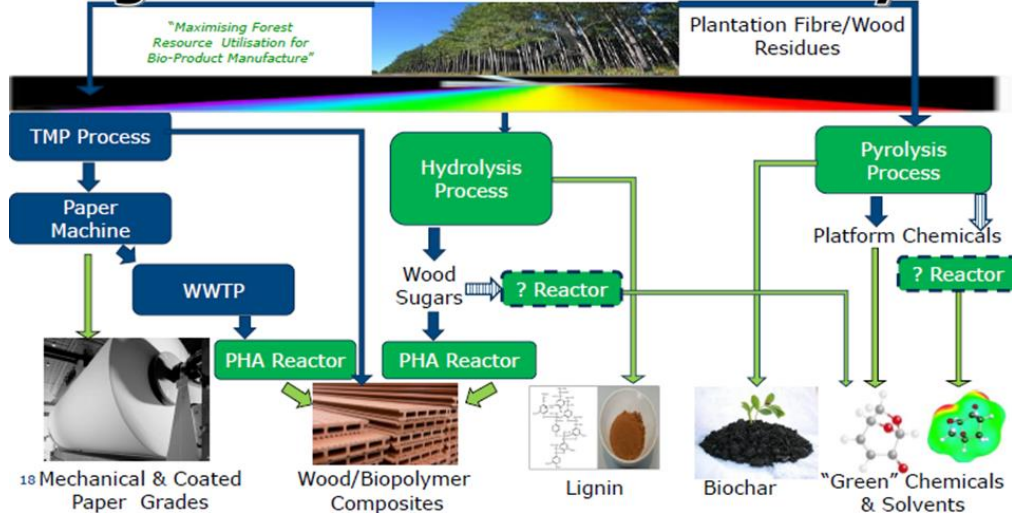 "Maximising Forest
Resource Utilisation for
Bio-Product Manufacture"
Plantation Fibre/Wood
Residues
TMP Process
Hydrolysis
Process
Pyrolysis
Process
Paper
Machine
Platform Chemicals
WWTP
Wood
Sugars
? Reactor
? Reactor
PHA Reactor
PHA Reactor
18 Mechanical & Coated
Paper Grades
Wood/Biopolymer
Composites
Lignin
Biochar
"Green" Chemicals
& Solvents